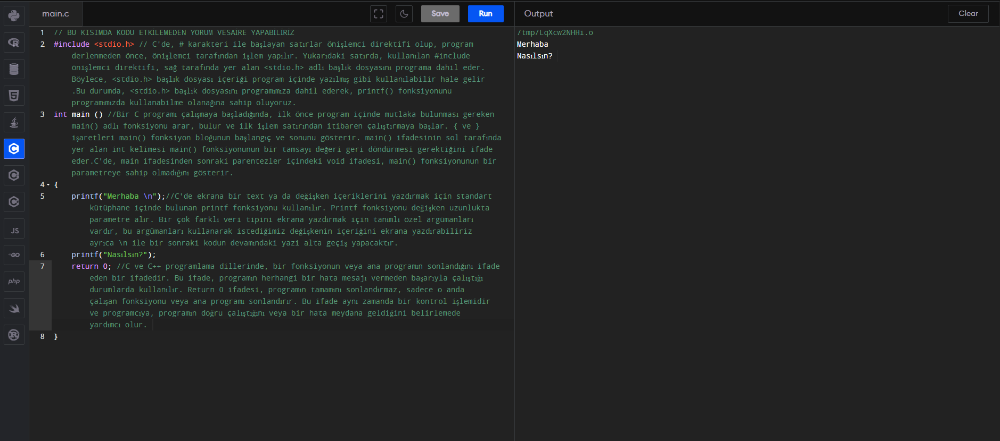 main.c
Save
Run
Output
Clear
1 // BU KISIMDA KODU ETKİLEMEDEN YORUM VESAİRE YAPABİLİRİZ
2 #include <stdio.h> // C'de, # karakteri ile başlayan satırlar önişlemci direktifi olup, program
derlenmeden önce, önişlemci tarafından işlem yapılır. Yukarıdaki satırda, kullanılan #include
önişlemci direktifi, sağ tarafında yer alan <stdio.h> adlı başlık dosyasını programa dahil eder.
Böylece, <stdio.h> başlık dosyası içeriği program içinde yazılmış gibi kullanılabilir hale gelir
.Bu durumda, <stdio.h> başlık dosyasını programımıza dahil ederek, printf() fonksiyonunu
programımızda kullanabilme olanağına sahip oluyoruz.
3 int main () //Bir C programı çalışmaya başladığında, ilk önce program içinde mutlaka bulunması gereken
main() adlı fonksiyonu arar, bulur ve ilk işlem satırından itibaren çalıştırmaya başlar. { ve }
işaretleri main() fonksiyon bloğunun başlangıç ve sonunu gösterir. main() ifadesinin sol tarafında
yer alan int kelimesi main() fonksiyonunun bir tamsayı değeri geri döndürmesi gerektiğini ifade
eder.C'de, main ifadesinden sonraki parentezler içindeki void ifadesi, main() fonksiyonunun bir
parametreye sahip olmadığını gösterir.
4 {
5 printf("Merhaba \n");//C'de ekrana bir text ya da değişken içeriklerini yazdırmak için standart
kütüphane içinde bulunan printf fonksiyonu kullanılır. Printf fonksiyonu değişken uzunlukta
parametre alır. Bir çok farklı veri tipini ekrana yazdırmak için tanımlı özel argümanları
vardır, bu argümanları kullanarak istediğimiz değişkenin içeriğini ekrana yazdırabiliriz
ayrıca \n ile bir sonraki kodun devamındaki yazi alta geçiş yapacaktır.
6 printf("Nasılsın?");
7 return 0; //C ve C++ programlama dillerinde, bir fonksiyonun veya ana programın sonlandığını ifade
eden bir ifadedir. Bu ifade, programın herhangi bir hata mesajı vermeden başarıyla çalıştığı
durumlarda kullanılır. Return 0 ifadesi, programın tamamını sonlandırmaz, sadece o anda
çalışan fonksiyonu veya ana programı sonlandırır. Bu ifade aynı zamanda bir kontrol işlemidir
ve programcıya, programın doğru çalıştığını veya bir hata meydana geldiğini belirlemede
yardımcı olur.
8 }
/tmp/LqXcw2NHHi.o
Merhaba
Nasılsın?
R
5
C
C
C
JS
GO
php
R